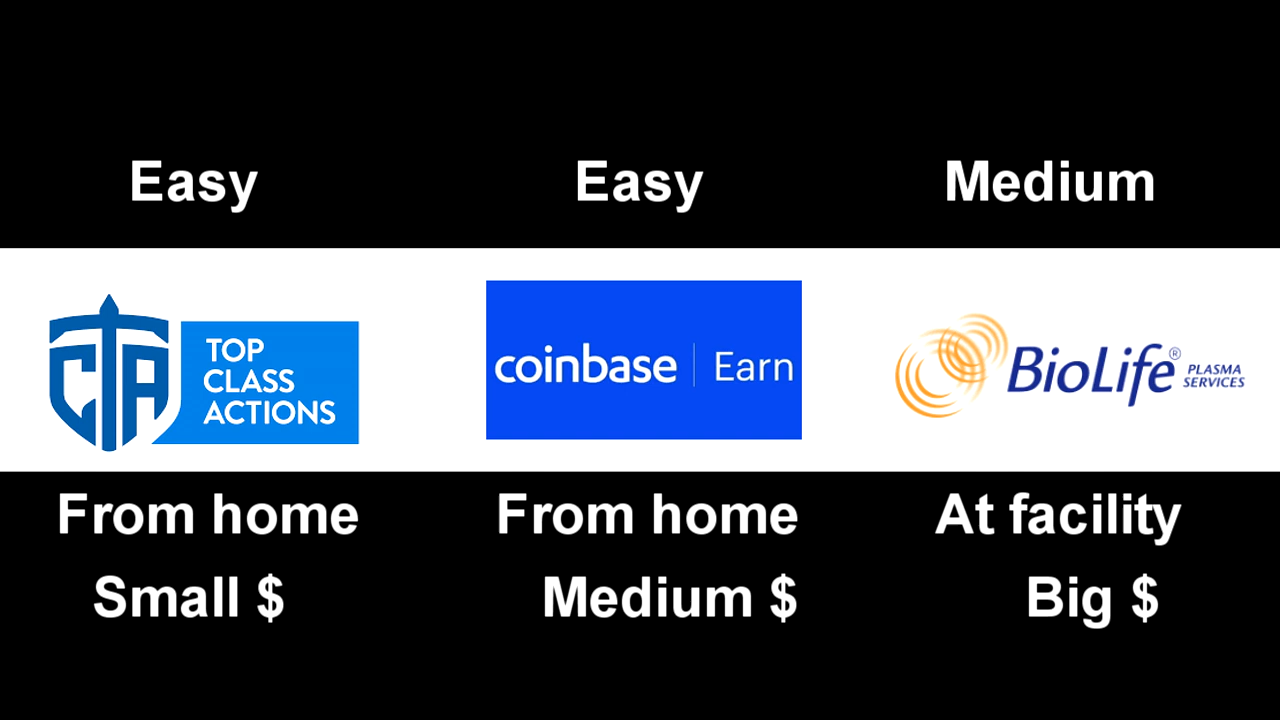 Easy Easy Medium
CTA
TOP
CLASS
ACTIONS
coinbase | Earn
BioLife® PLASMA
SERVICES
From home From home At facility
Small $ Medium $ Big $